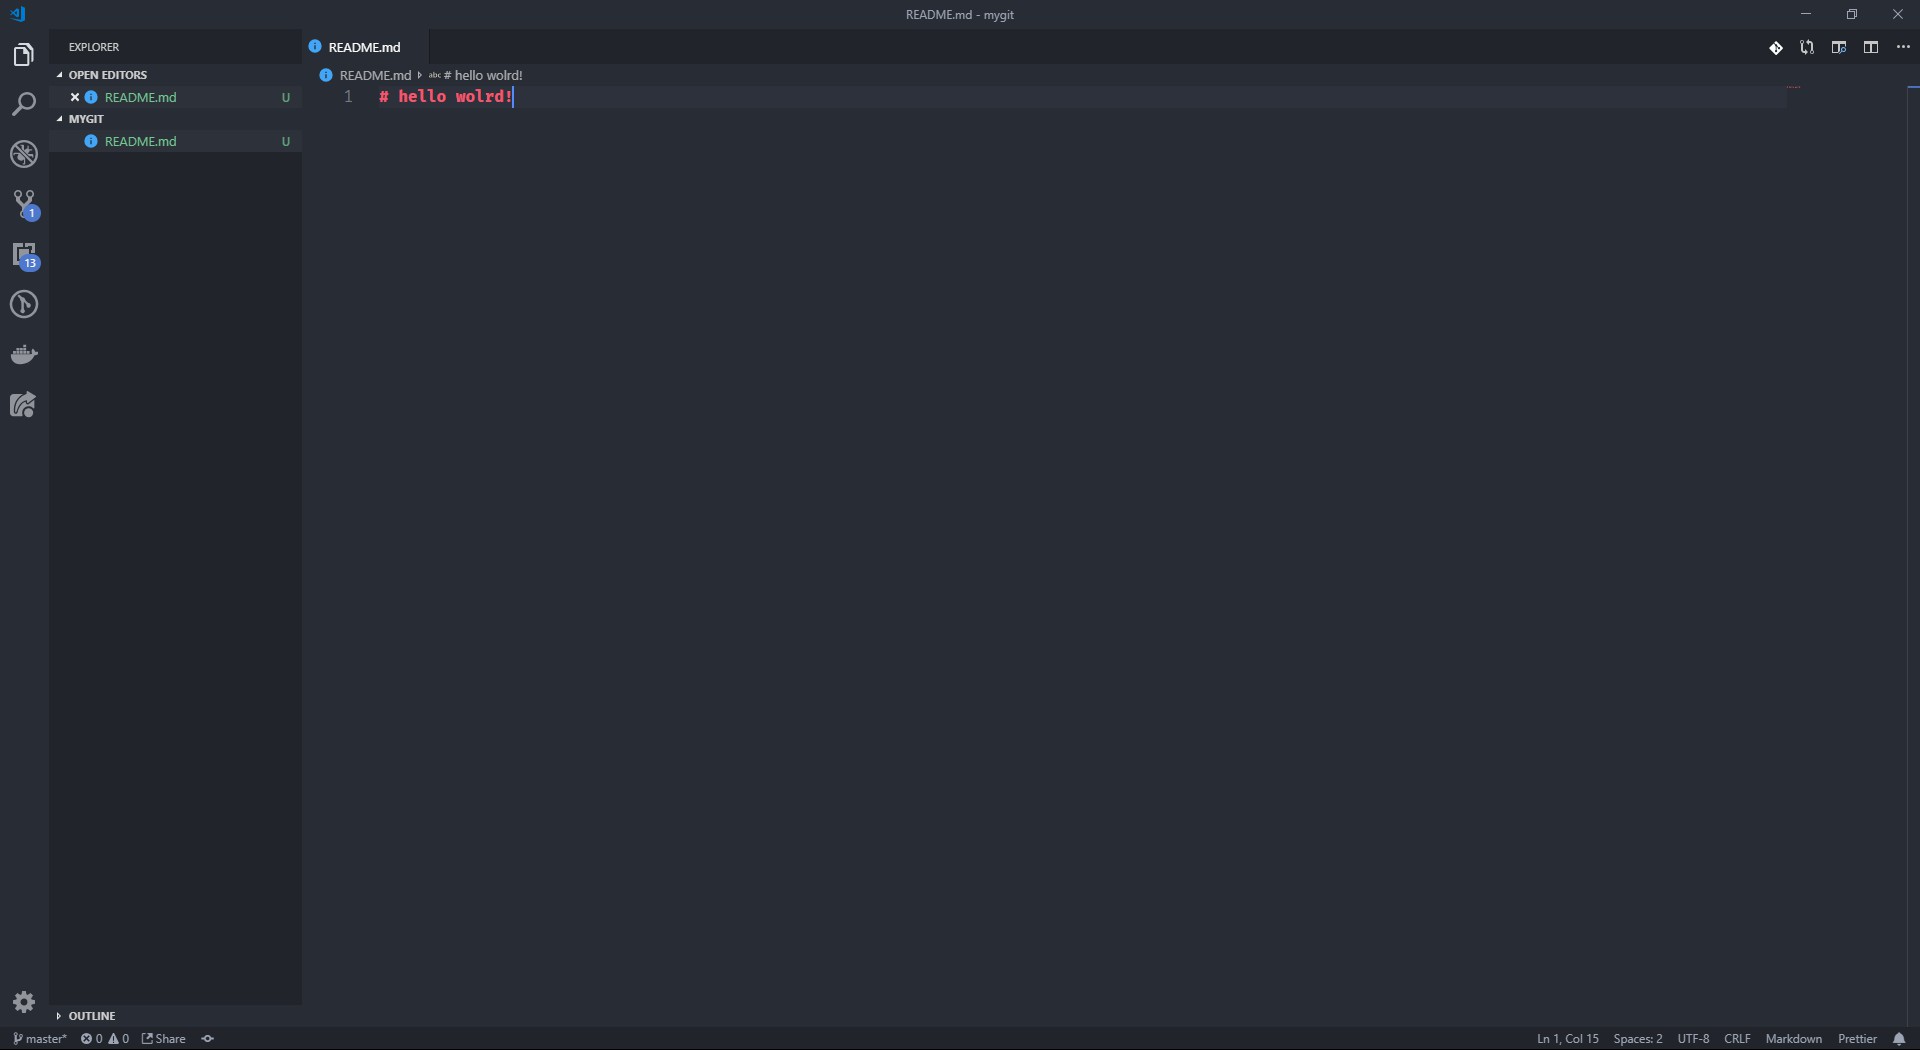 README.md - mygit
EXPLORER
README.md
OPEN EDITORS
README.md # hello wolrd!
README.md U
1 # hello wolrd!
MYGIT
README.md U
1
13
OUTLINE
master* 0 0 Share Ln 1, Col 15 Spaces: 2 UTF-8 CRLF Markdown Prettier